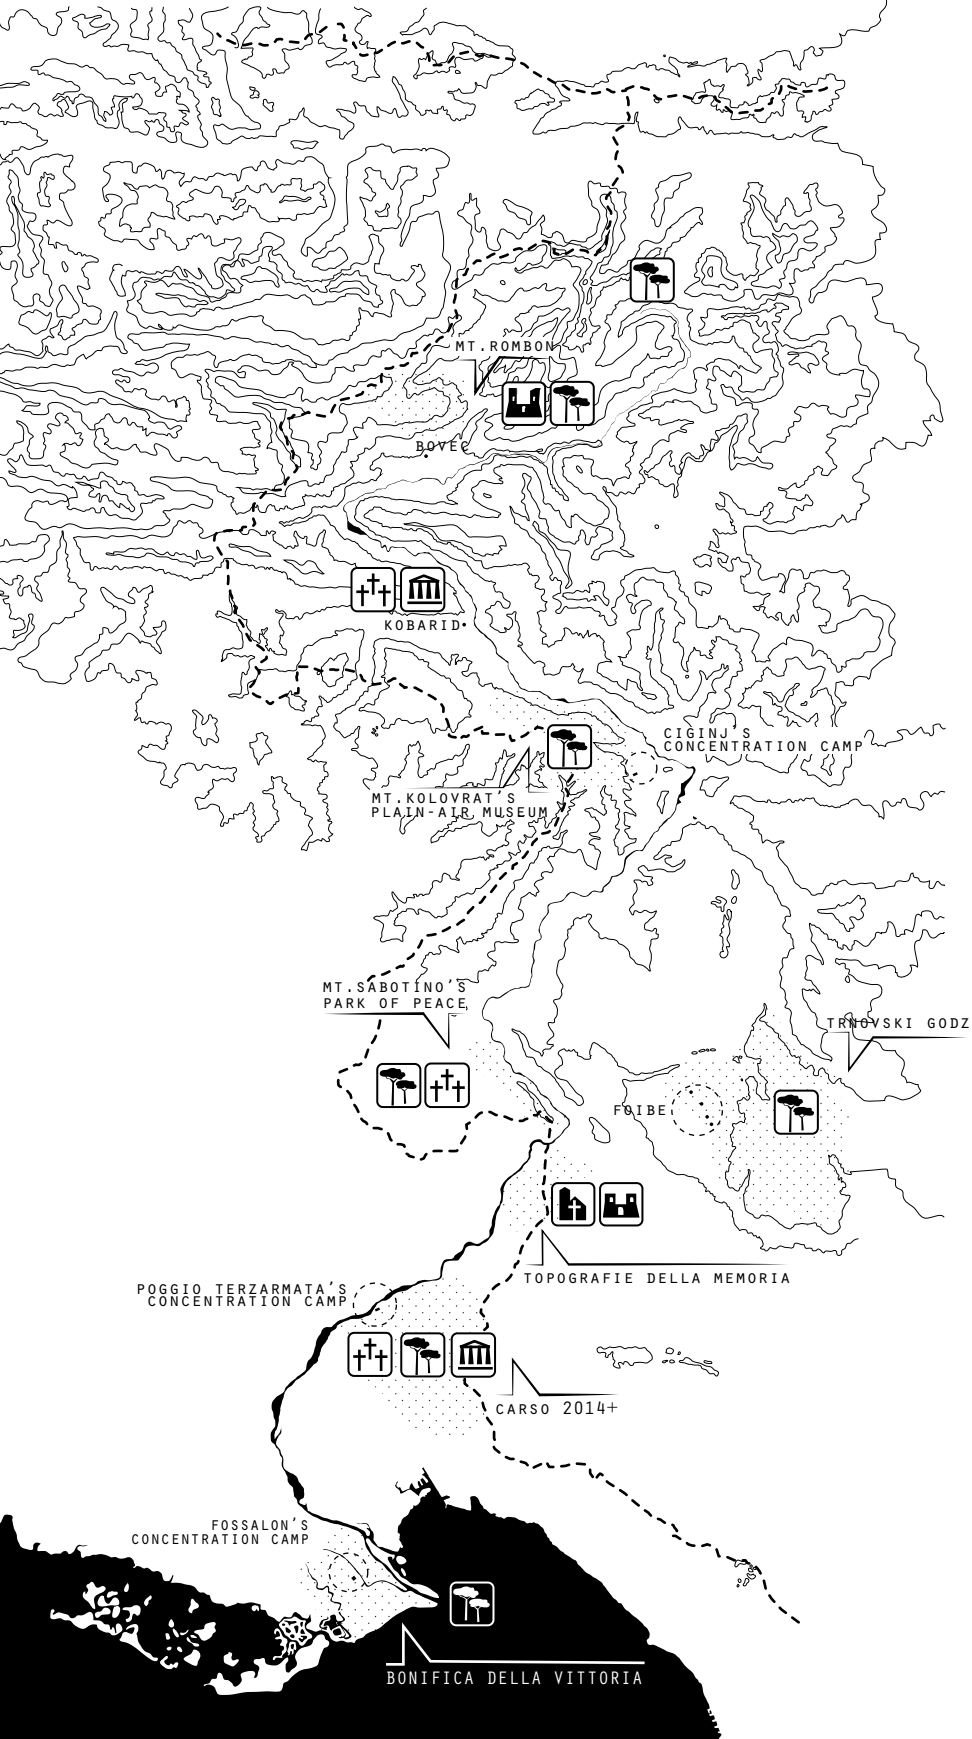 MT.ROMBON
BOVEC
KOBARID
CIGINJ'S
CONCENTRATION CAMP
MT.KOLOVRAT'S
PLAIN-AIR MUSEUM
MT.SABOTINO'S
PARK OF PEACE
TRNOVSKI GODZ
FOIBE
TOPOGRAFIE DELLA MEMORIA
POGGIO TERZARMATA'S
CONCENTRATION CAMP
CARSO 2014+
FOSSALON'S
CONCENTRATION CAMP
BONIFICA DELLA VITTORIA